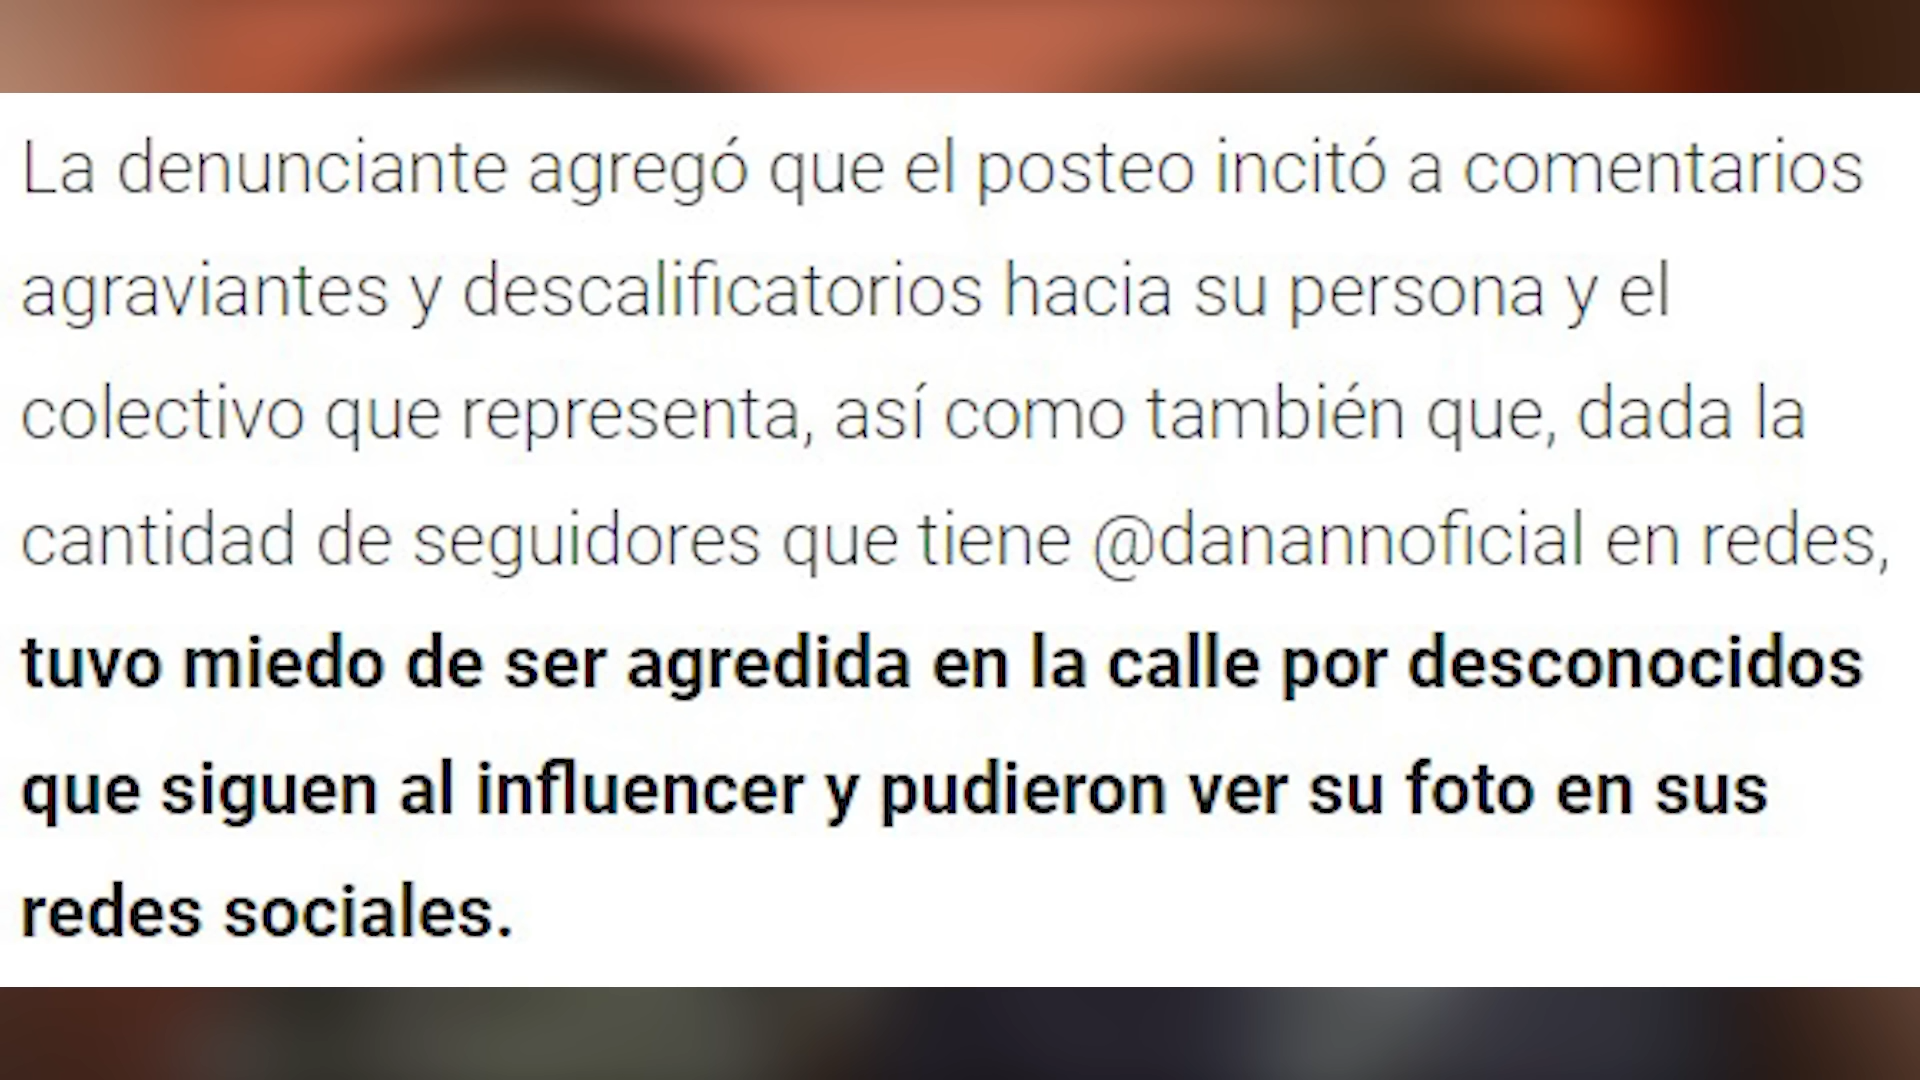 La denunciante agregó que el posteo incitó a comentarios
agraviantes y descalificatorios hacia su persona y el
colectivo que representa, así como también que, dada la
cantidad de seguidores que tiene @danannoficial en redes,
tuvo miedo de ser agredida en la calle por desconocidos
que siguen al influencer y pudieron ver su foto en sus
redes sociales.